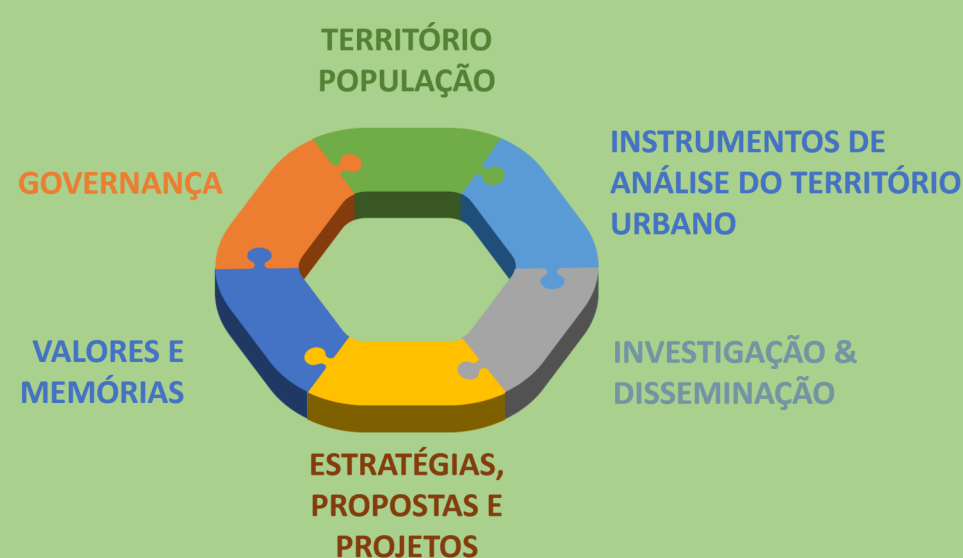 TERRITÓRIO
POPULAÇÃO
INSTRUMENTOS DE
ANÁLISE DO TERRITÓRIO
URBANO
GOVERNANÇA
VALORES E
MEMÓRIAS
INVESTIGAÇÃO &
DISSEMINAÇÃO
ESTRATÉGIAS,
PROPOSTAS E
PROJETOS